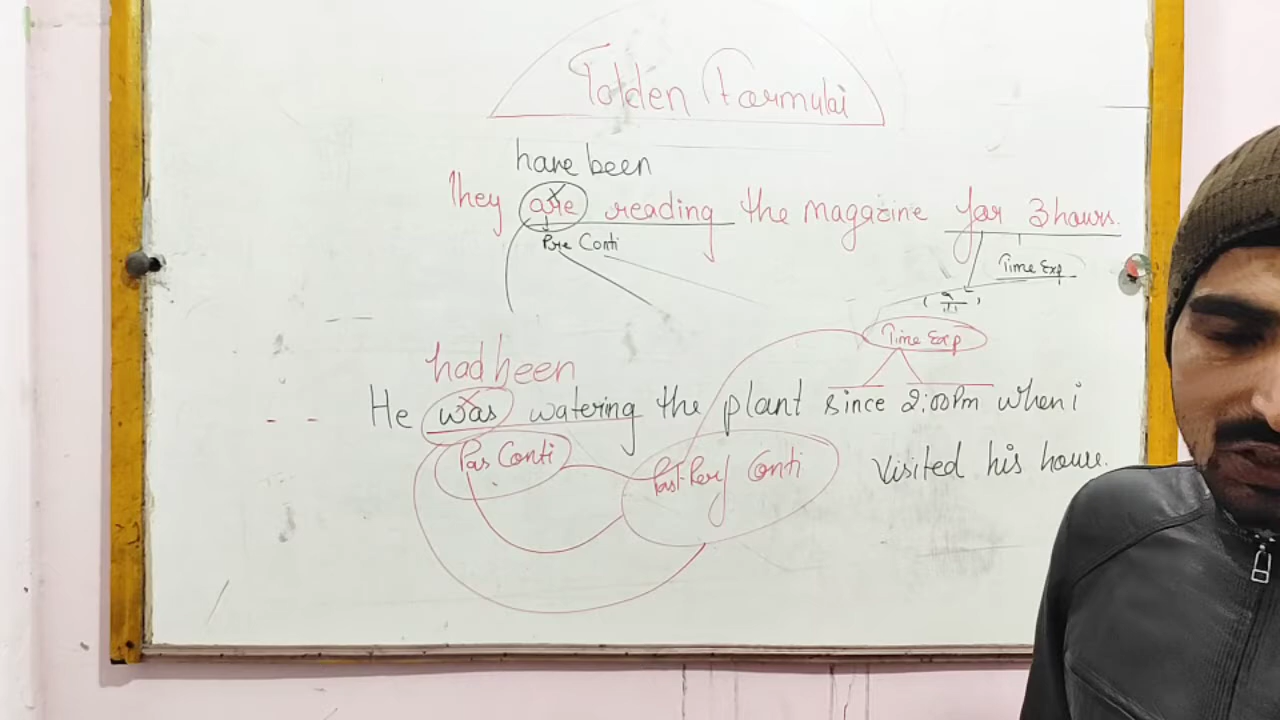 Golden Formulai
have been
They are reading the magazine for 3 hours.
Pre Conti
Time Exp
Time Exp
had been
He was watering the plant since 2:00 Pm when i
Pas Conti
Past Perf Conti
visited his house.